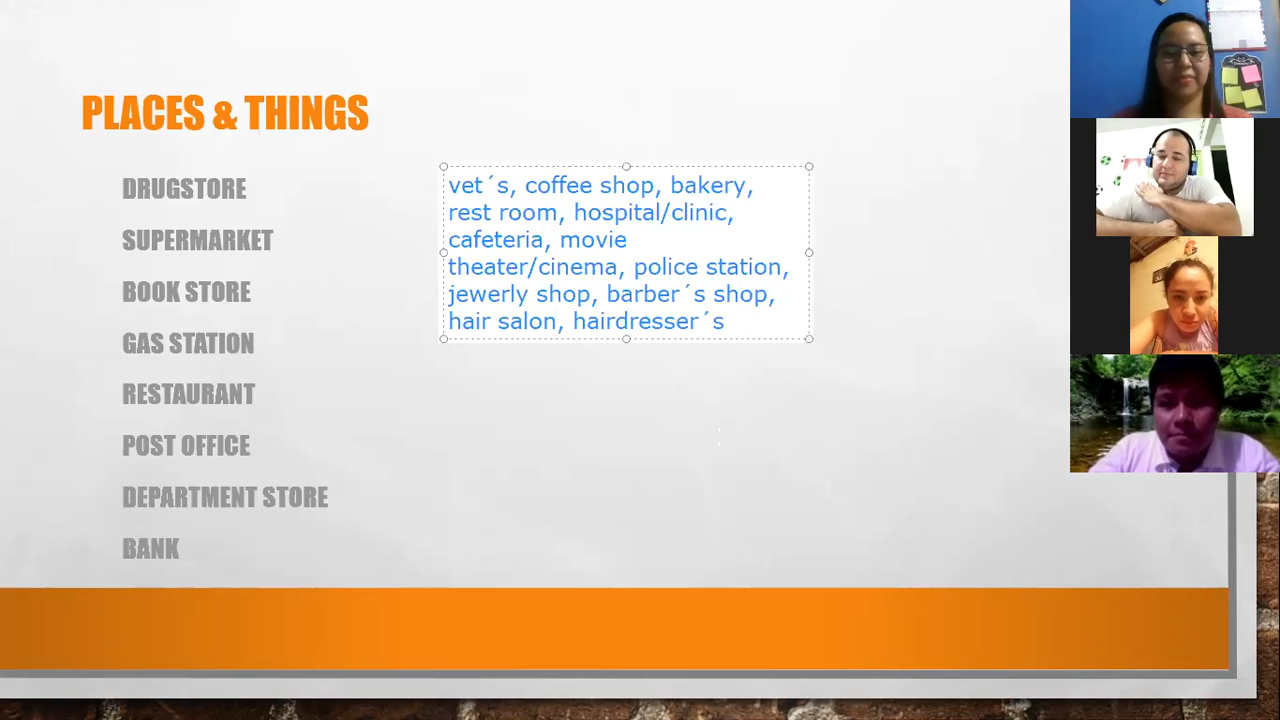 PLACES & THINGS
DRUGSTORE
SUPERMARKET
BOOK STORE
GAS STATION
RESTAURANT
POST OFFICE
DEPARTMENT STORE
BANK
vet´s, coffee shop, bakery,
rest room, hospital/clinic,
cafeteria, movie
theater/cinema, police station,
jewerly shop, barber´s shop,
hair salon, hairdresser´s